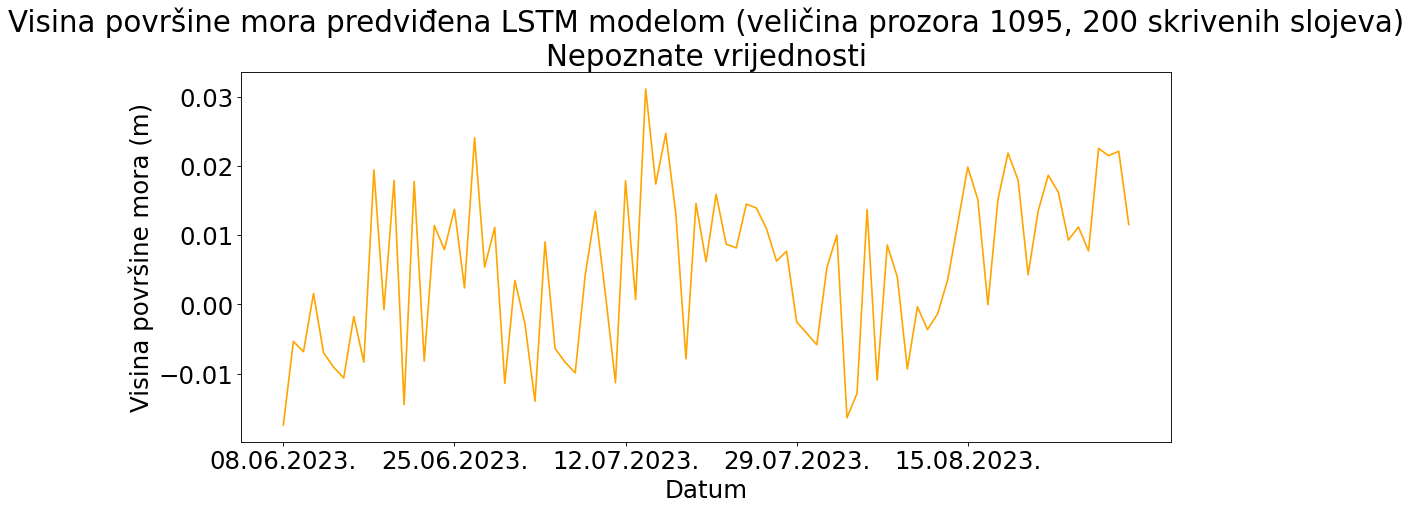 Visina površine mora predviđena LSTM modelom (veličina prozora 1095, 200 skrivenih slojeva)
Nepoznate vrijednosti
Visina površine mora (m)
0.03
0.02
0.01
0.00
−0.01
08.06.2023. 25.06.2023. 12.07.2023. 29.07.2023. 15.08.2023.
Datum